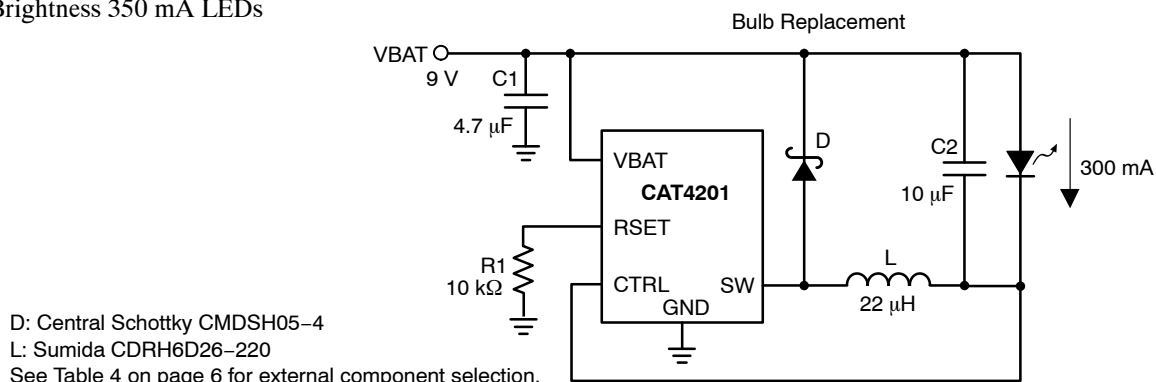 Brightness 350 mA LEDs
Bulb Replacement
VBAT
9 V
C1
4.7 μF
VBAT
CAT4201
RSET
CTRL
SW
GND
R1
10 kΩ
D
C2
10 μF
300 mA
L
22 μH
D: Central Schottky CMDSH05−4
L: Sumida CDRH6D26−220
See Table 4 on page 6 for external component selection.